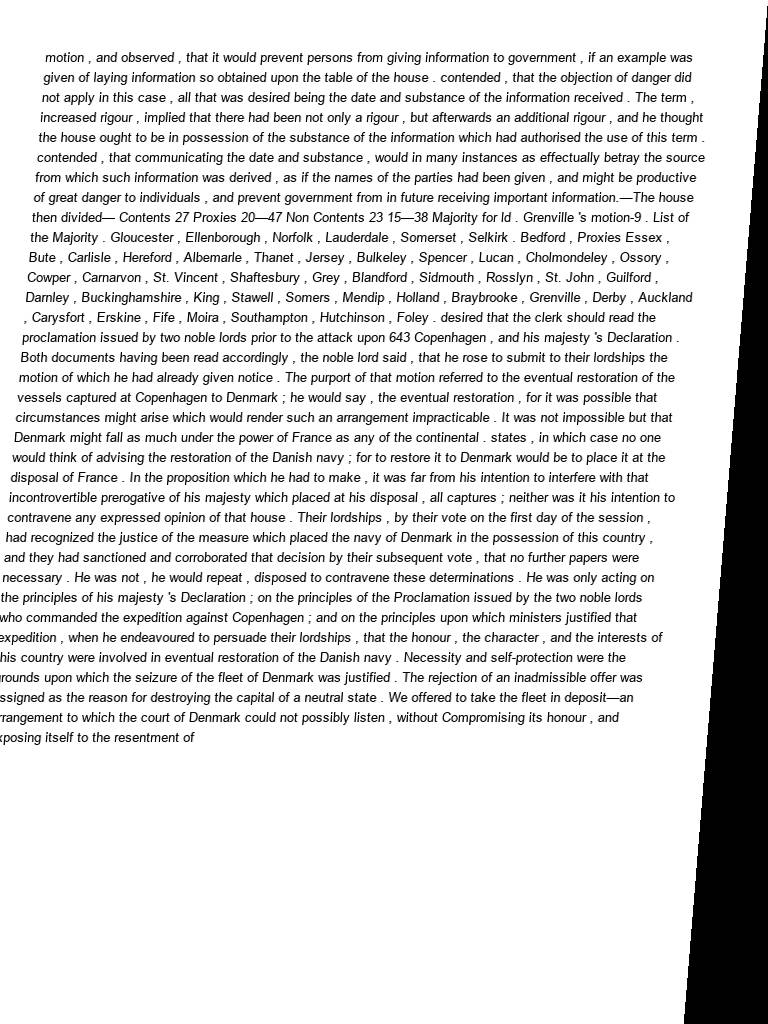 motion , and observed , that it would prevent persons from giving information to government , if an example was
given of laying information so obtained upon the table of the house . contended , that the objection of danger did
not apply in this case , all that was desired being the date and substance of the information received . The term ,
increased rigour , implied that there had been not only a rigour , but afterwards an additional rigour , and he thought
the house ought to be in possession of the substance of the information which had authorised the use of this term .
contended , that communicating the date and substance , would in many instances as effectually betray the source
from which such information was derived , as if the names of the parties had been given , and might be productive
of great danger to individuals , and prevent government from in future receiving important information.—The house
then divided— Contents 27 Proxies 20—47 Non Contents 23 15—38 Majority for ld . Grenville 's motion-9 . List of
the Majority . Gloucester , Ellenborough , Norfolk , Lauderdale , Somerset , Selkirk . Bedford , Proxies Essex ,
Bute , Carlisle , Hereford , Albemarle , Thanet , Jersey , Bulkeley , Spencer , Lucan , Cholmondeley , Ossory ,
Cowper , Carnarvon , St. Vincent , Shaftesbury , Grey , Blandford , Sidmouth , Rosslyn , St. John , Guilford ,
Darnley , Buckinghamshire , King , Stawell , Somers , Mendip , Holland , Braybrooke , Grenville , Derby , Auckland
, Carysfort , Erskine , Fife , Moira , Southampton , Hutchinson , Foley . desired that the clerk should read the
proclamation issued by two noble lords prior to the attack upon 643 Copenhagen , and his majesty 's Declaration .
Both documents having been read accordingly , the noble lord said , that he rose to submit to their lordships the
motion of which he had already given notice . The purport of that motion referred to the eventual restoration of the
vessels captured at Copenhagen to Denmark ; he would say , the eventual restoration , for it was possible that
circumstances might arise which would render such an arrangement impracticable . It was not impossible but that
Denmark might fall as much under the power of France as any of the continental . states , in which case no one
would think of advising the restoration of the Danish navy ; for to restore it to Denmark would be to place it at the
disposal of France . In the proposition which he had to make , it was far from his intention to interfere with that
incontrovertible prerogative of his majesty which placed at his disposal , all captures ; neither was it his intention to
contravene any expressed opinion of that house . Their lordships , by their vote on the first day of the session ,
had recognized the justice of the measure which placed the navy of Denmark in the possession of this country ,
and they had sanctioned and corroborated that decision by their subsequent vote , that no further papers were
necessary . He was not , he would repeat , disposed to contravene these determinations . He was only acting on
the principles of his majesty 's Declaration ; on the principles of the Proclamation issued by the two noble lords
who commanded the expedition against Copenhagen ; and on the principles upon which ministers justified that
expedition , when he endeavoured to persuade their lordships , that the honour , the character , and the interests of
his country were involved in eventual restoration of the Danish navy . Necessity and self-protection were the
rounds upon which the seizure of the fleet of Denmark was justified . The rejection of an inadmissible offer was
ssigned as the reason for destroying the capital of a neutral state . We offered to take the fleet in deposit—an
rrangement to which the court of Denmark could not possibly listen , without Compromising its honour , and
xposing itself to the resentment of